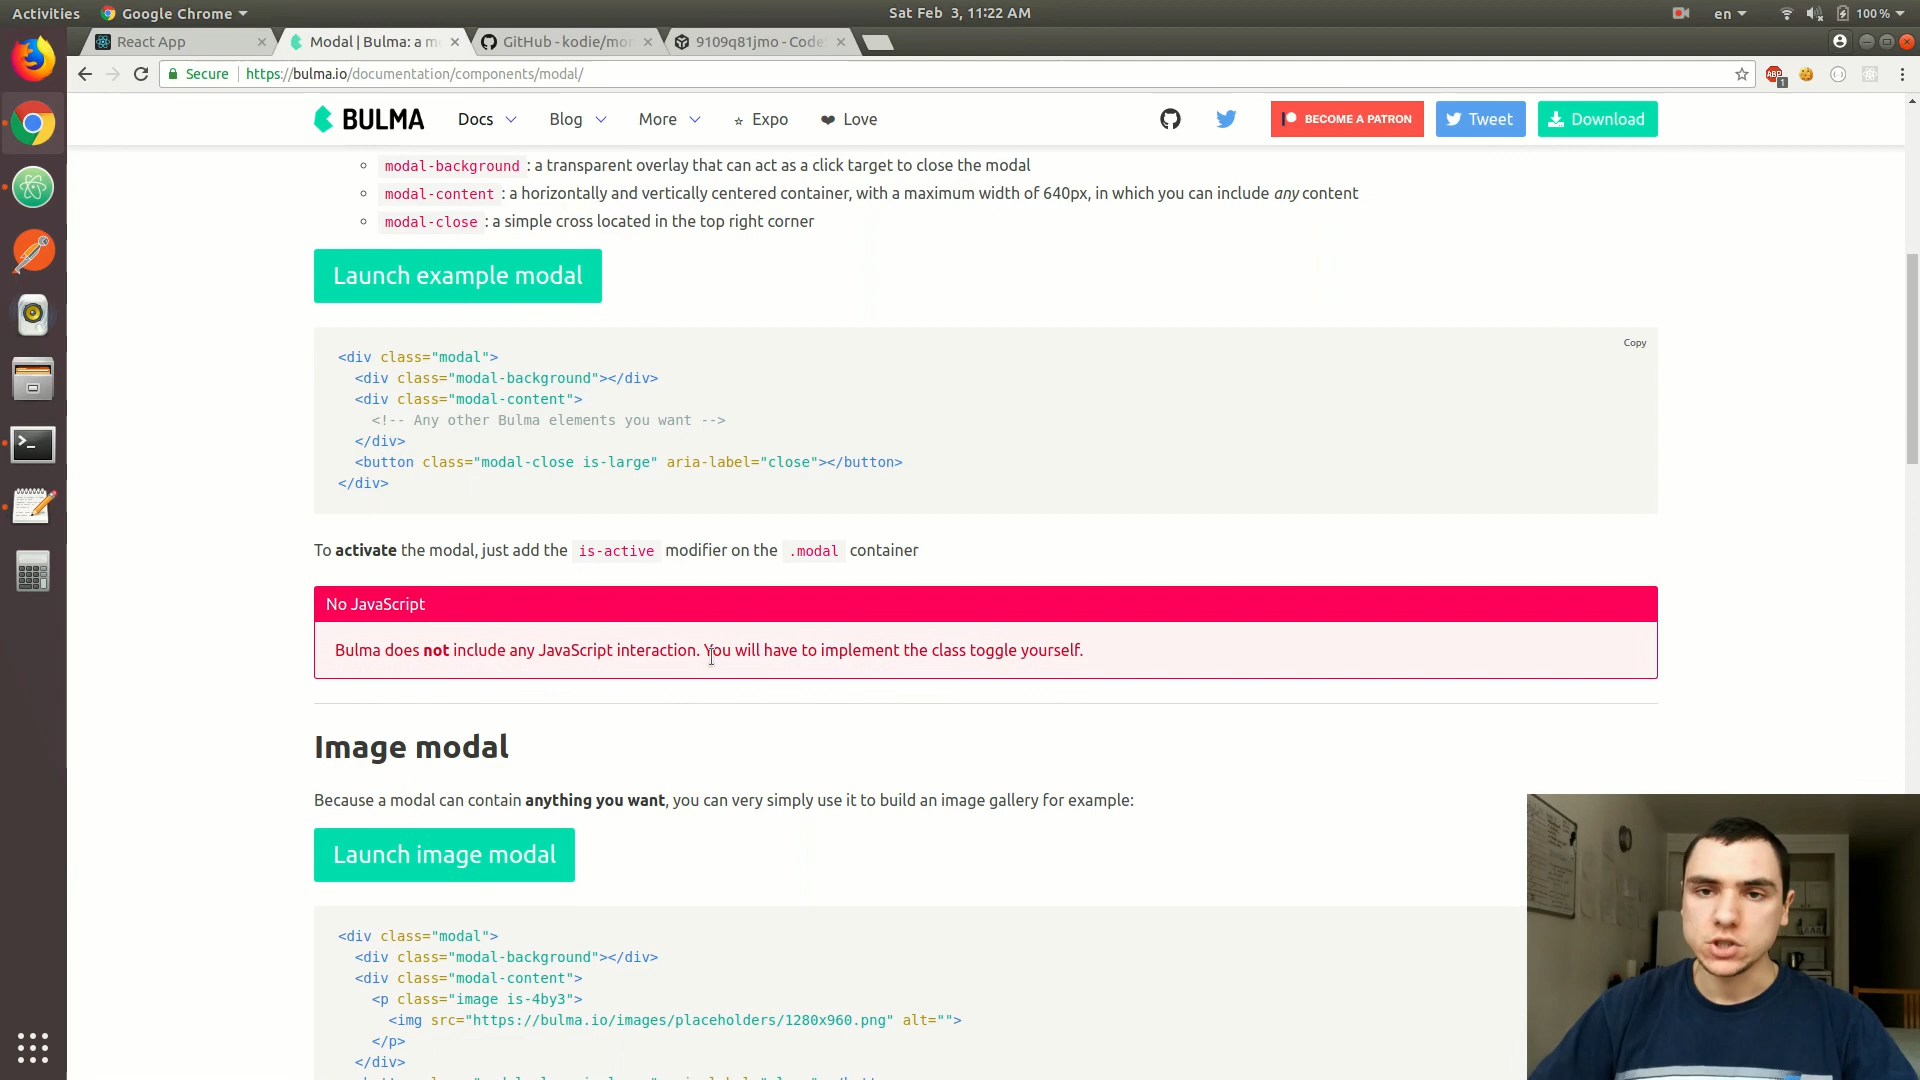 Activities Google Chrome Sat Feb 3, 11:22 AM en 100 %
React App Modal | Bulma: a mo GitHub - kodie/mo 9109q81jmo - Code
Secure https://bulma.io/documentation/components/modal/ ABP 1
BULMA Docs Blog More Expo Love BECOME A PATRON Tweet Download
modal-background : a transparent overlay that can act as a click target to close the modal
modal-content : a horizontally and vertically centered container, with a maximum width of 640px, in which you can include any content
modal-close : a simple cross located in the top right corner
Launch example modal
Copy
<div class="modal">
<div class="modal-background"></div>
<div class="modal-content">
<!-- Any other Bulma elements you want -->
</div>
<button class="modal-close is-large" aria-label="close"></button>
</div>
To activate the modal, just add the is-active modifier on the .modal container
No JavaScript
Bulma does not include any JavaScript interaction. You will have to implement the class toggle yourself.
Image modal
Because a modal can contain anything you want, you can very simply use it to build an image gallery for example:
Launch image modal
<div class="modal">
<div class="modal-background"></div>
<div class="modal-content">
<p class="image is-4by3">
<img src="https://bulma.io/images/placeholders/1280x960.png" alt="">
</p>
</div>